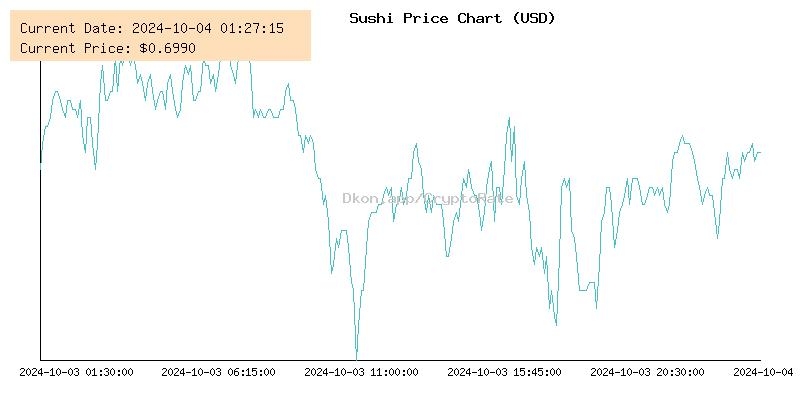 Sushi Price Chart (USD)
Current Date: 2024-10-04 01:27:15
Current Price: $0.6990
Dkon.app/CryptoRate
2024-10-03 01:30:00 2024-10-03 06:15:00 2024-10-03 11:00:00 2024-10-03 15:45:00 2024-10-03 20:30:00 2024-10-04